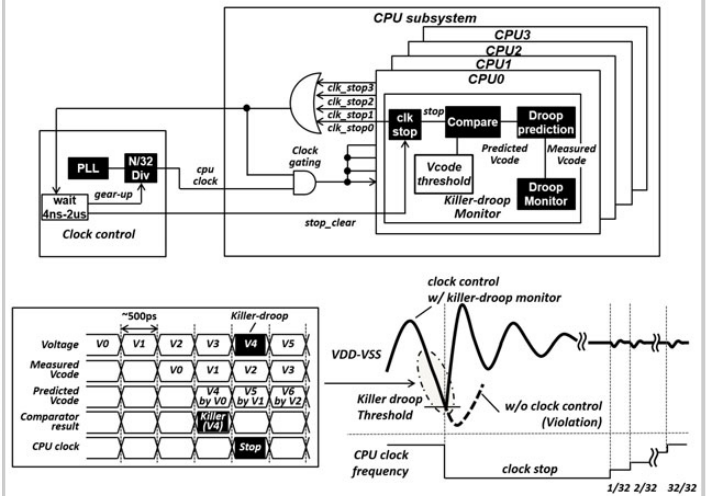 CPU subsystem
CPU3
CPU2
CPU1
CPU0
clk_stop3
clk_stop2
clk_stop1
clk_stop0
clk
stop
stop
Compare
Droop
prediction
Predicted
Vcode
Measured
Vcode
Vcode
threshold
Droop
Monitor
Killer-droop
Monitor
Clock
gating
PLL
N/32
Div
cpu
clock
gear-up
wait
4ns-2us
stop_clear
Clock control
~500ps
Killer-droop
Voltage V0 V1 V2 V3 V4 V5
Measured
Vcode
V0 V1 V2 V3
Predicted
Vcode
V4
by V0
V5
by V1
V6
by V2
Comparator
result
Killer
(V4)
CPU clock
Stop
clock control
w/ killer-droop monitor
VDD-VSS
Killer droop
Threshold
w/o clock control
(Violation)
CPU clock
frequency
clock stop
1/32 2/32 32/32